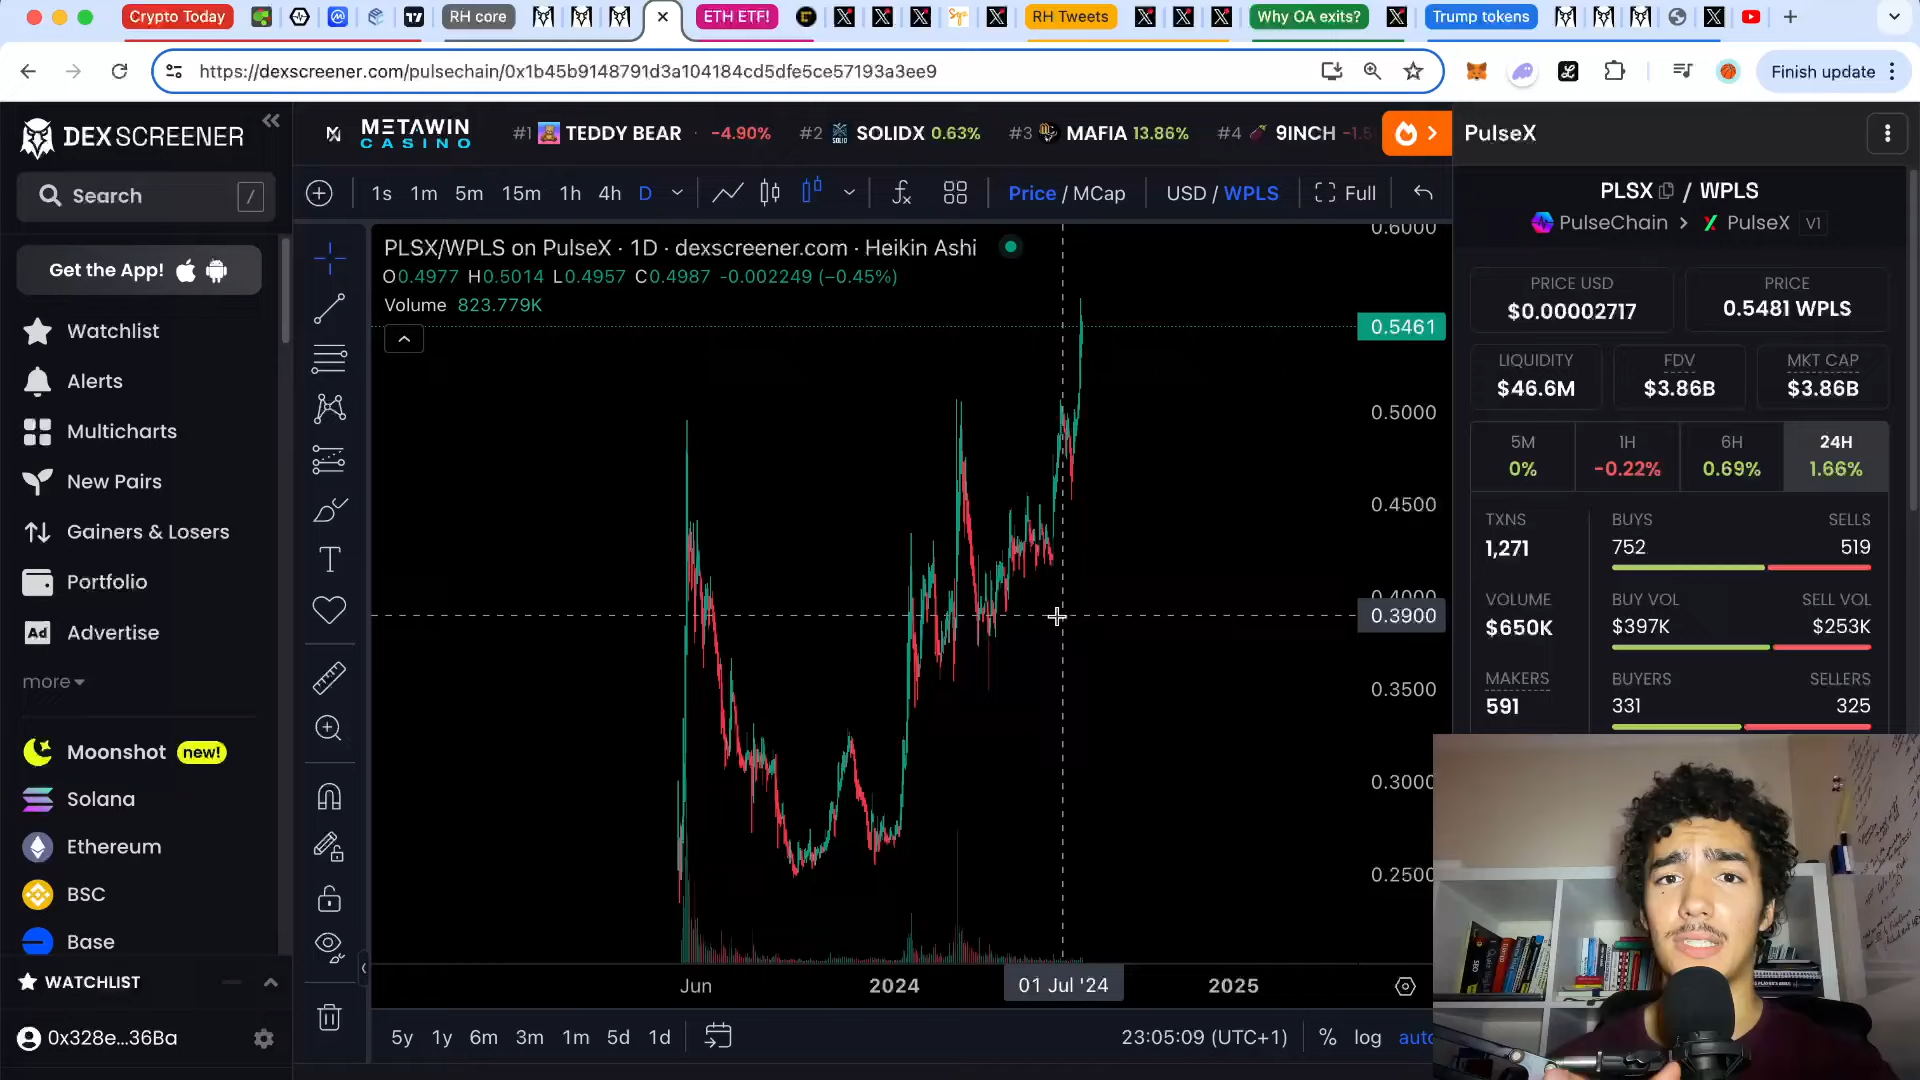 Crypto Today
RH core
ETH ETF!
RH Tweets
Why OA exits?
Trump tokens
https://dexscreener.com/pulsechain/0x1b45b9148791d3a104184cd5dfe5ce57193a3ee9
Finish update
DEX SCREENER
Search /
Get the App!
Watchlist
Alerts
Multicharts
New Pairs
Gainers & Losers
Portfolio
Ad Advertise
more
Moonshot new!
Solana
Ethereum
BSC
Base
WATCHLIST
0x328e...36Ba
METAWIN
CASINO
#1 TEDDY BEAR -4.90% #2 SOLIDX 0.63% #3 MAFIA 13.86% #4 9INCH
1s 1m 5m 15m 1h 4h D Price / MCap USD / WPLS Full
PLSX/WPLS on PulseX · 1D · dexscreener.com · Heikin Ashi
O0.4977 H0.5014 L0.4957 C0.4987 -0.002249 (−0.45%)
Volume 823.779K
0.6000
0.5461
0.5000
0.4500
0.4000
0.3900
0.3500
0.3000
0.2500
Jun 2024 01 Jul '24 2025
5y 1y 6m 3m 1m 5d 1d 23:05:09 (UTC+1) % log auto
PulseX
PLSX / WPLS
PulseChain > PulseX V1
PRICE USD
$0.00002717
PRICE
0.5481 WPLS
LIQUIDITY
$46.6M
FDV
$3.86B
MKT CAP
$3.86B
5M
0%
1H
-0.22%
6H
0.69%
24H
1.66%
TXNS
1,271
BUYS
752
SELLS
519
VOLUME
$650K
BUY VOL
$397K
SELL VOL
$253K
MAKERS
591
BUYERS
331
SELLERS
325